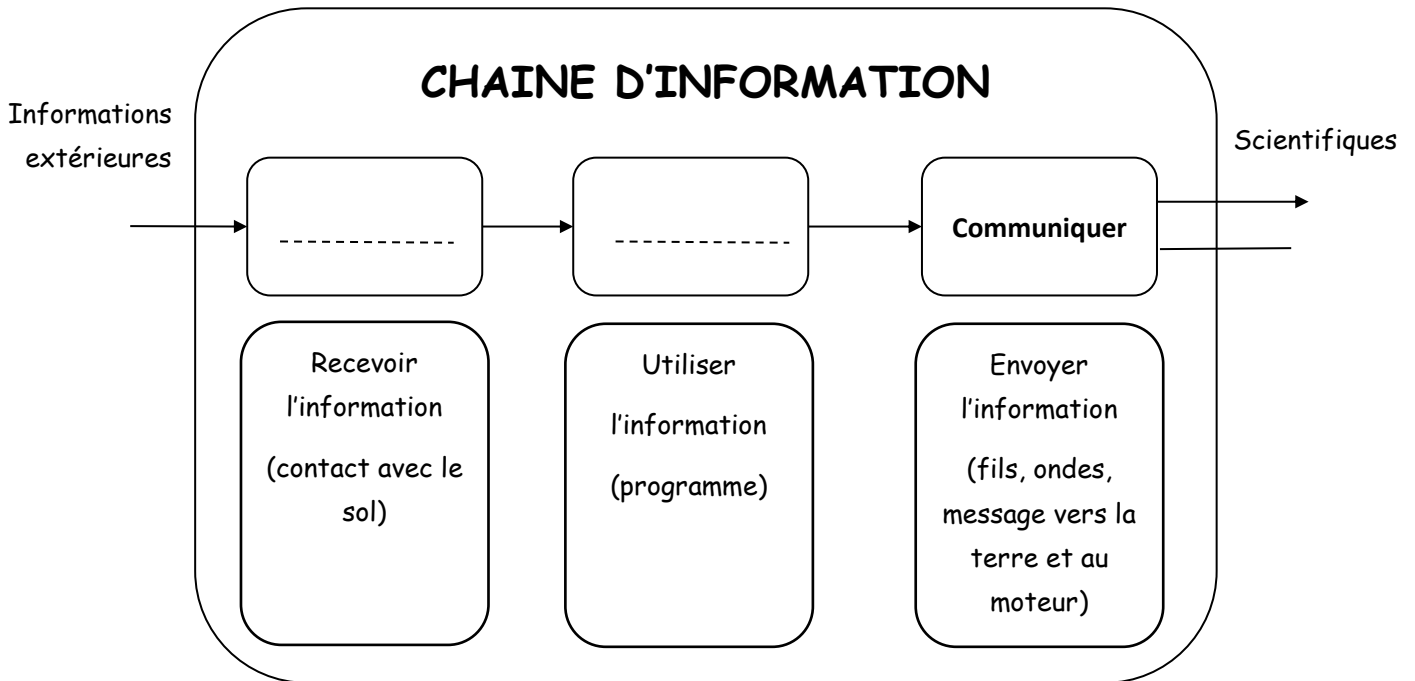 CHAINE D'INFORMATION
Informations
extérieures
Scientifiques
Communiquer
Recevoir
l'information
(contact avec le
sol)
Utiliser
l'information
(programme)
Envoyer
l'information
(fils, ondes,
message vers la
terre et au
moteur)